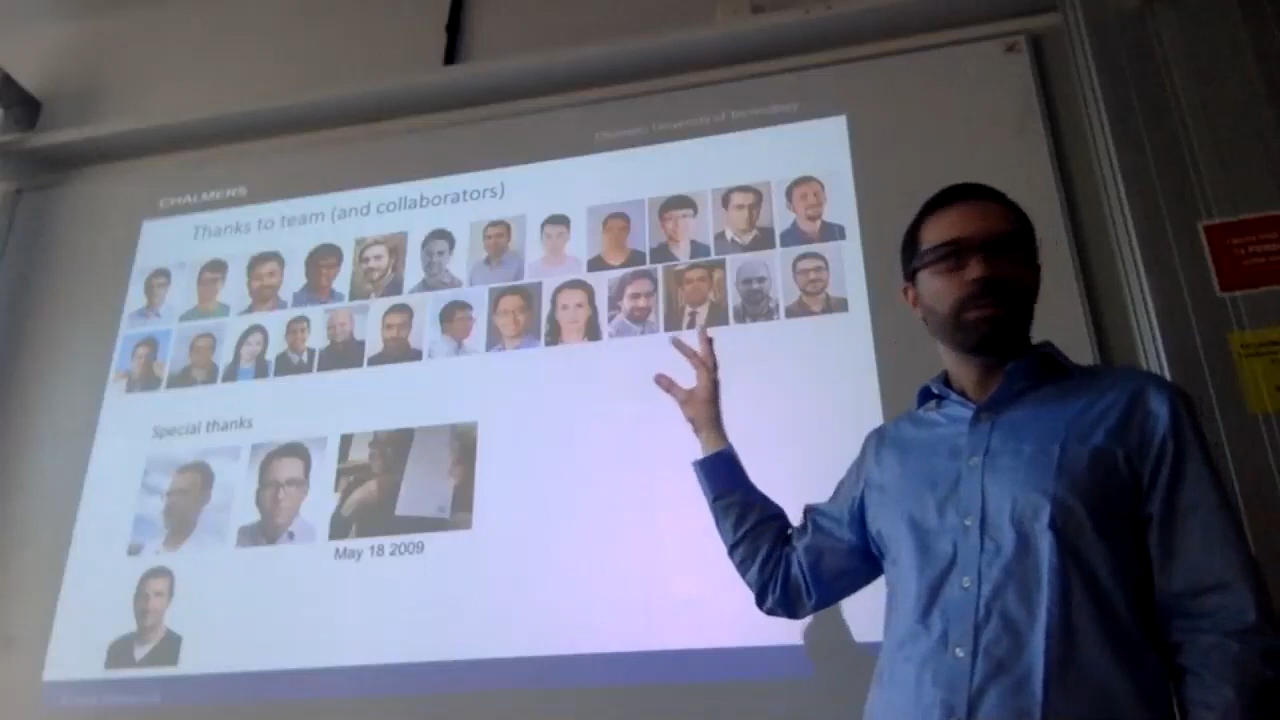 CHALMERS
Chalmers University of Technology
Thanks to team (and collaborators)
Special thanks
May 18 2009